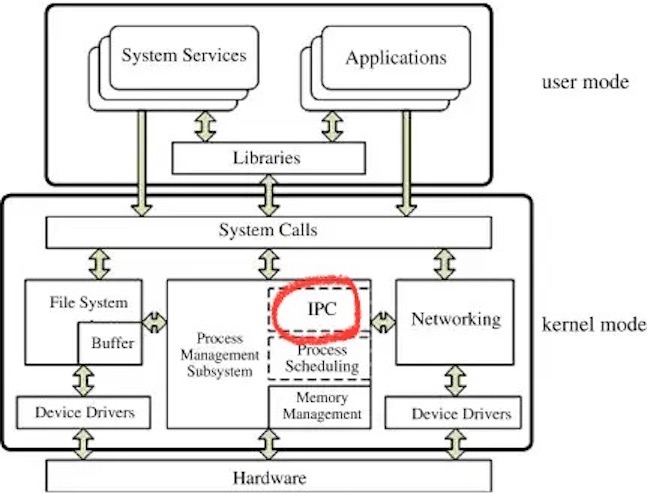 System Services
Applications
user mode
Libraries
System Calls
File System
Buffer
Process
Management
Subsystem
IPC
Process
Scheduling
Memory
Management
Networking
kernel mode
Device Drivers
Device Drivers
Hardware